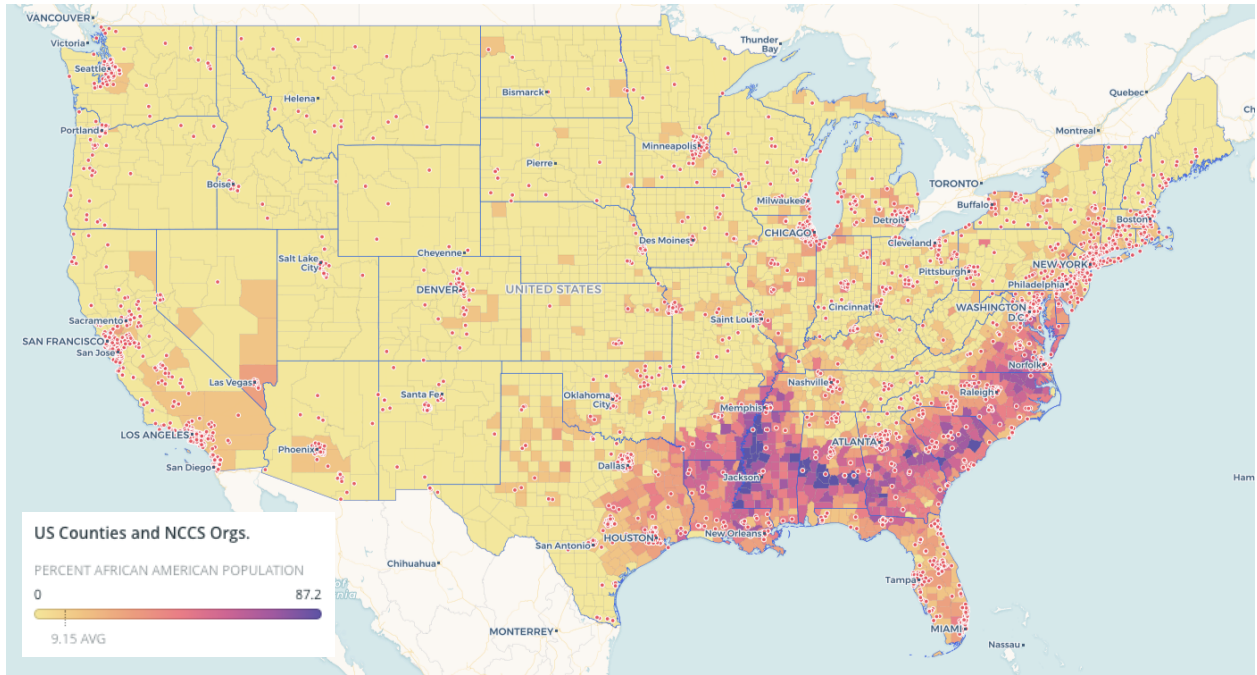 VANCOUVER
Victoria
Seattle
Portland
Helena
Boise
Bismarck
Pierre
Minneapolis
Thunder
Bay
Quebec
Ch
Montreal
TORONTO
Buffalo
Boston
Milwaukee
Detroit
CHICAGO
Cleveland
Des Moines
NEW YORK
Pittsburgh
Philadelphia
Salt Lake
City
Cheyenne
DENVER
UNITED STATES
Cincinnati
WASHINGTON
D.C.
Sacramento
SAN FRANCISCO
San José
Saint Louis
Norfolk
Las Vegas
Santa Fe
Oklahoma
City
Nashville
Raleigh
Memphis
LOS ANGELES
San Diego
Phoenix
ATLANTA
Dallas
Jackson
Ham
San Antonio
HOUSTON
New Orleans
Chihuahua
Tampa
MONTERREY
MIAMI
Nassau
US Counties and NCCS Orgs.
PERCENT AFRICAN AMERICAN POPULATION
0 87.2
9.15 AVG